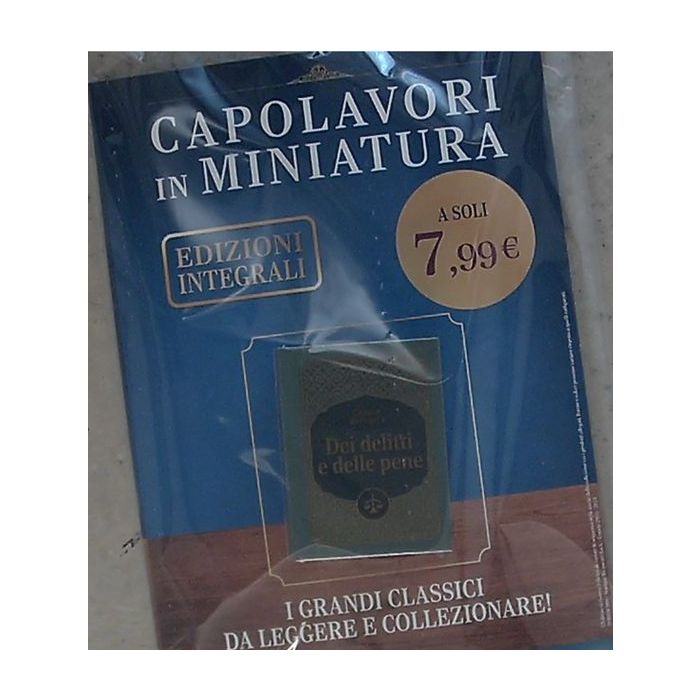 CAPOLAVORI
IN MINIATURA
EDIZIONI
INTEGRALI
A SOLI
7,99€
Dei delitti
e delle pene
I GRANDI CLASSICI
DA LEGGERE E COLLEZIONARE!